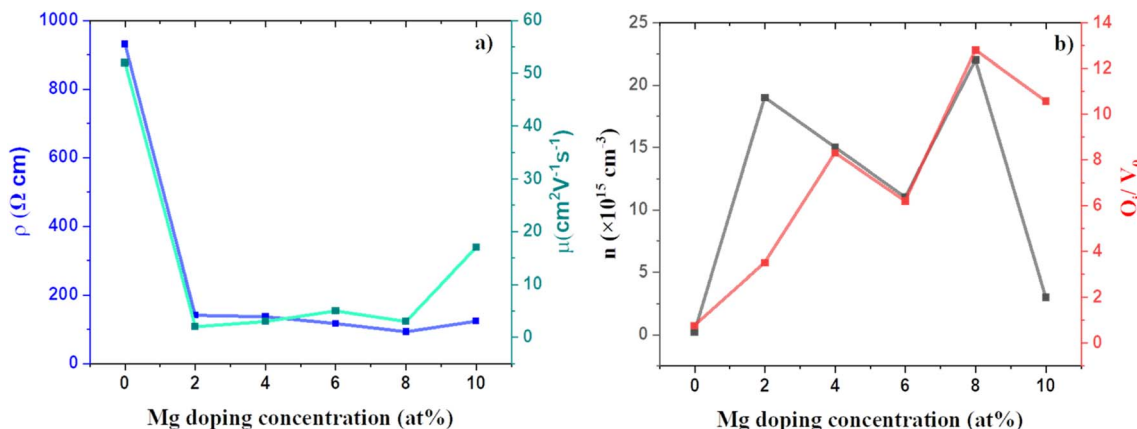 a)
1000
800
600
400
200
0
ρ (Ω cm)
60
50
40
30
20
10
0
μ(cm²V⁻¹s⁻¹)
0 2 4 6 8 10
Mg doping concentration (at%)
b)
25
20
15
10
5
0
n (×10¹⁵ cm⁻³)
14
12
10
8
6
4
2
0
Oᵢ/ V₀
0 2 4 6 8 10
Mg doping concentration (at%)